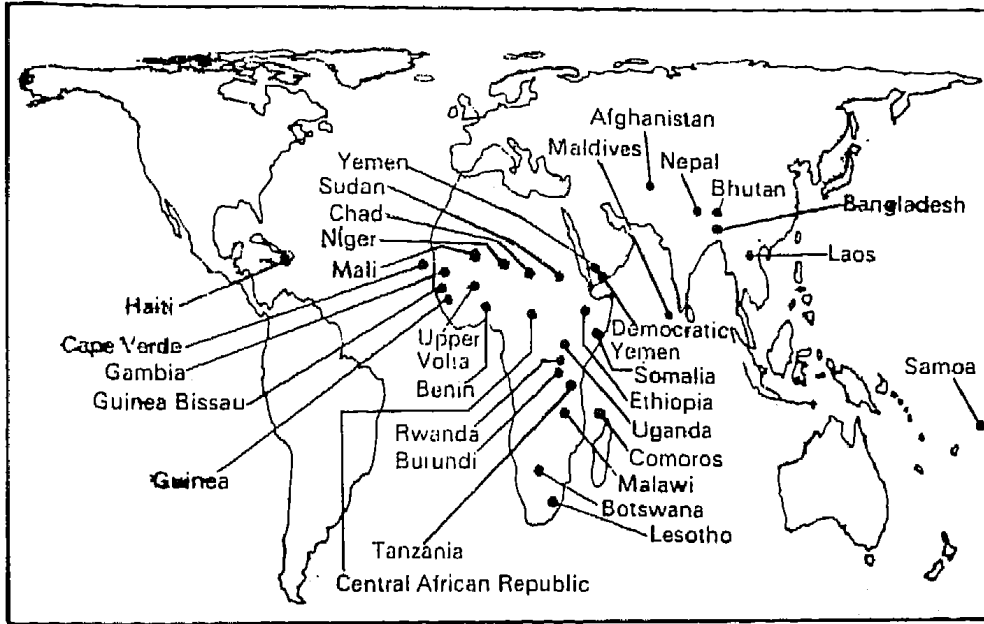 Afghanistan
Maldives
Nepal
Yemen
Sudan
Bhutan
Chad
Bangladesh
Niger
Mali
Laos
Haiti
Cape Verde
Upper
Volta
Democratic
Yemen
Gambia
Benin
Somalia
Samoa
Guinea Bissau
Ethiopia
Rwanda
Uganda
Burundi
Comoros
Guinea
Malawi
Botswana
Lesotho
Tanzania
Central African Republic